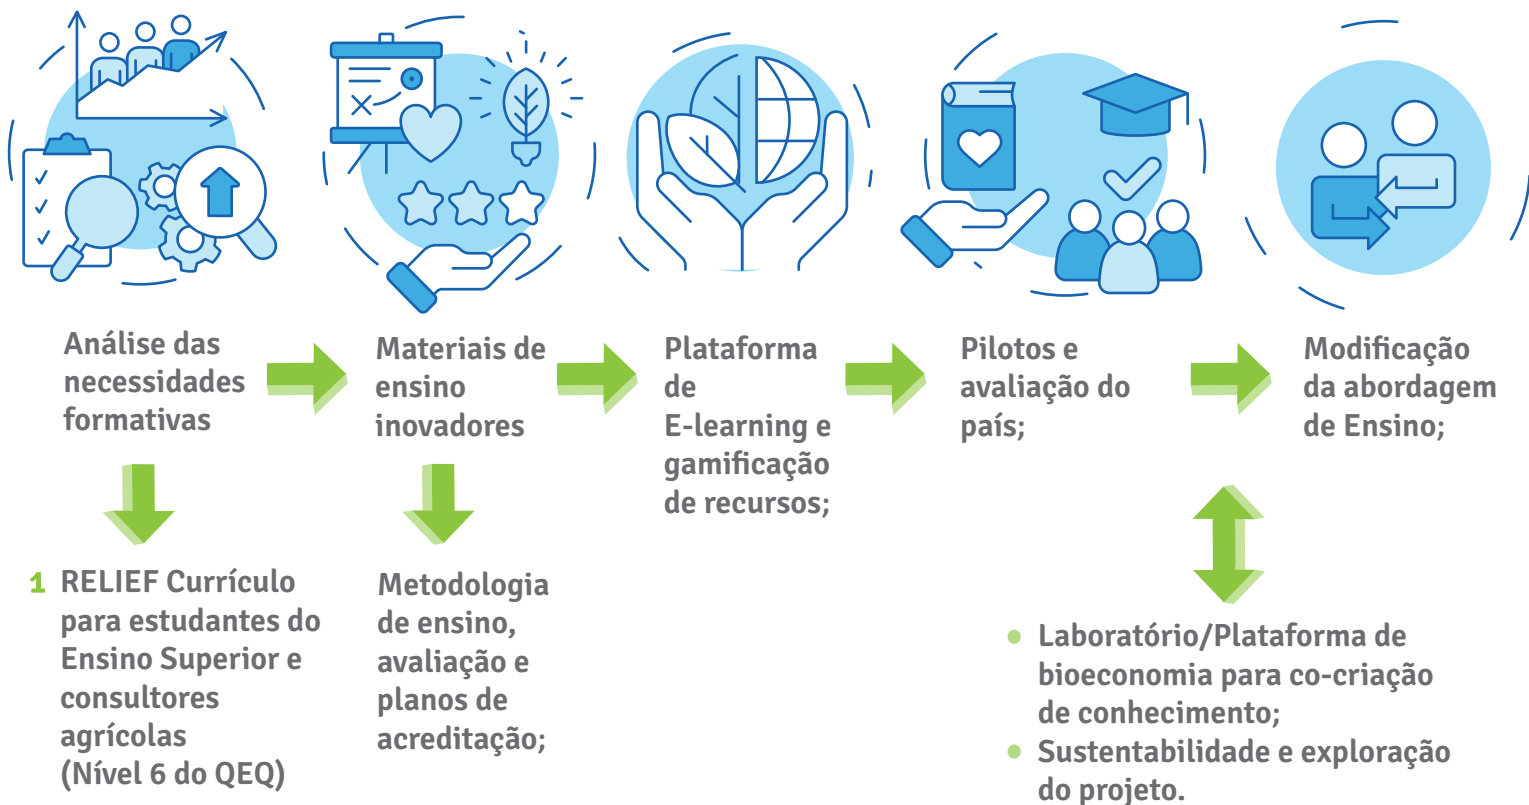 Análise das
necessidades
formativas
Materiais de
ensino
inovadores
Plataforma
de
E-learning e
gamificação
de recursos;
Pilotos e
avaliação do
país;
Modificação
da abordagem
de Ensino;
1 RELIEF Currículo
para estudantes do
Ensino Superior e
consultores
agrícolas
(Nível 6 do QEQ)
Metodologia
de ensino,
avaliação e
planos de
acreditação;
• Laboratório/Plataforma de
bioeconomia para co-criação
de conhecimento;
• Sustentabilidade e exploração
do projeto.